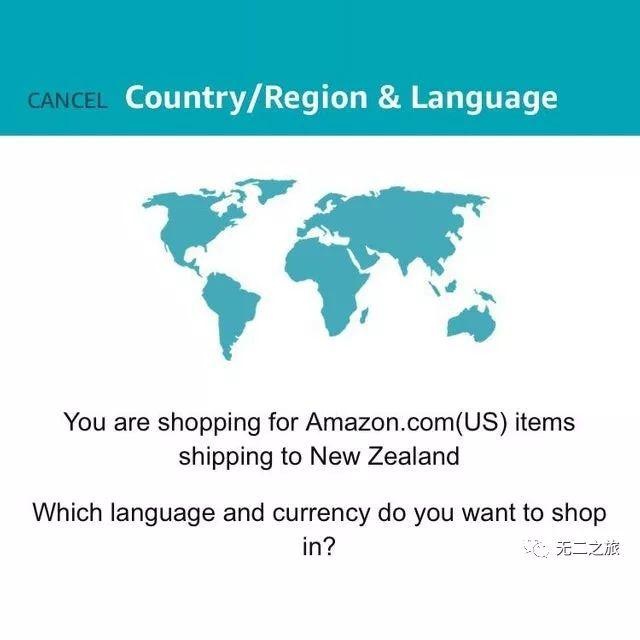 CANCEL Country/Region & Language
You are shopping for Amazon.com(US) items
shipping to New Zealand
Which language and currency do you want to shop
in?
无二之旅